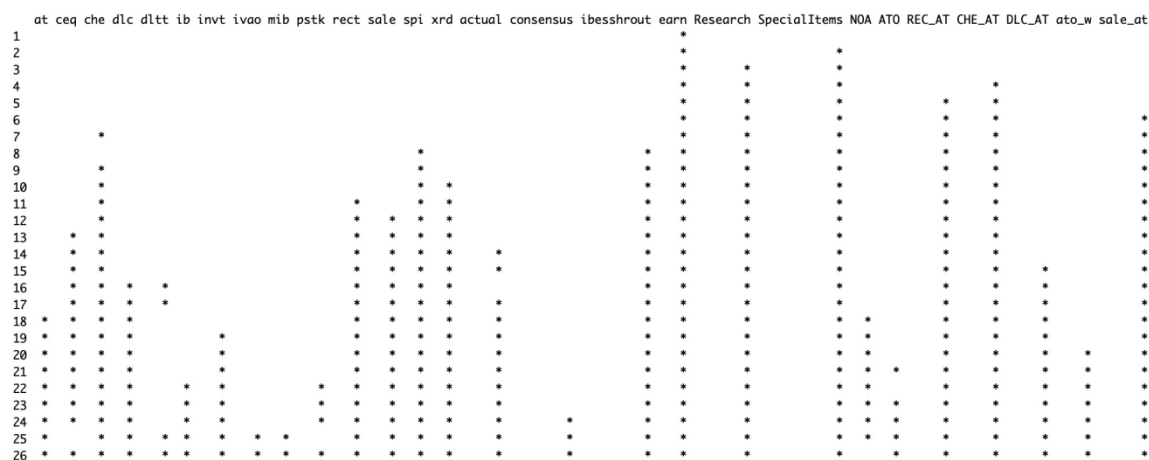 at ceq che dlc dltt ib invt ivao mib pstk rect sale spi xrd actual consensus ibesshrout earn Research SpecialItems NOA ATO REC_AT CHE_AT DLC_AT ato_w sale_at
1 *
2 * *
3 * * *
4 * * * *
5 * * * * *
6 * * * * * *
7 * * * * * * *
8 * * * * * * * *
9 * * * * * * * * *
10 * * * * * * * * * *
11 * * * * * * * * * * *
12 * * * * * * * * * * * *
13 * * * * * * * * * * * * *
14 * * * * * * * * * * * * * *
15 * * * * * * * * * * * * * * *
16 * * * * * * * * * * * * * * * *
17 * * * * * * * * * * * * * * * * *
18 * * * * * * * * * * * * * * * * * *
19 * * * * * * * * * * * * * * * * * * *
20 * * * * * * * * * * * * * * * * * * * *
21 * * * * * * * * * * * * * * * * * * * * *
22 * * * * * * * * * * * * * * * * * * * * * *
23 * * * * * * * * * * * * * * * * * * * * * * *
24 * * * * * * * * * * * * * * * * * * * * * * * *
25 * * * * * * * * * * * * * * * * * * * * * * * * *
26 * * * * * * * * * * * * * * * * * * * * * * * * * *